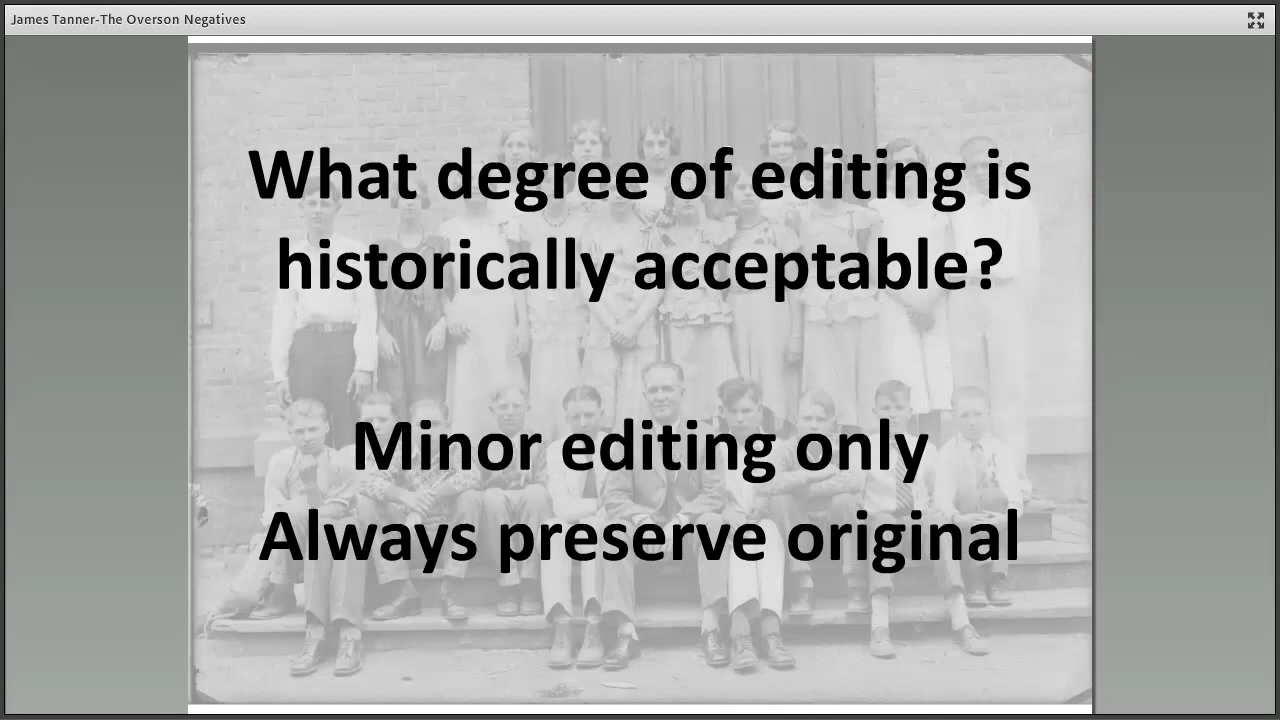 James Tanner-The Overson Negatives
What degree of editing is
historically acceptable?
Minor editing only
Always preserve original